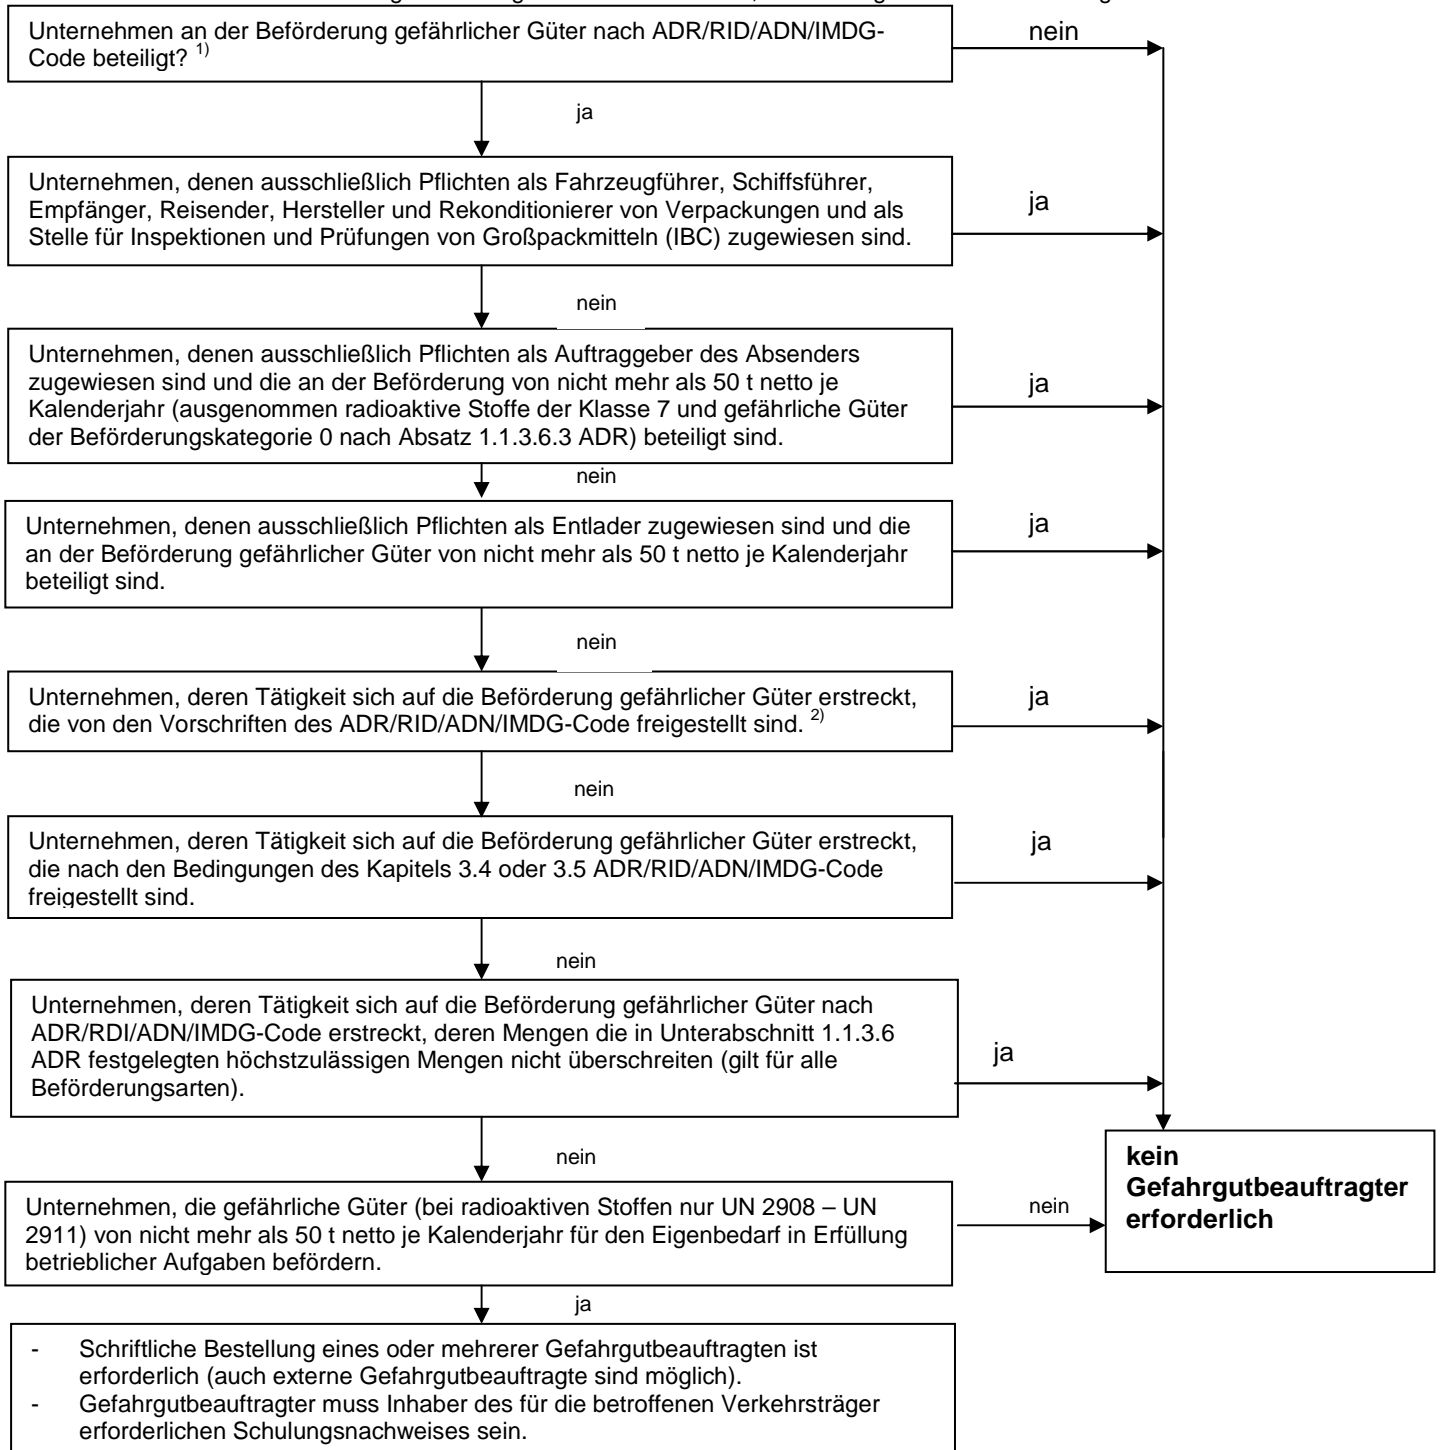 Unternehmen an der Beförderung gefährlicher Güter nach ADR/RID/ADN/IMDG-
Code beteiligt? 1)
nein
ja
Unternehmen, denen ausschließlich Pflichten als Fahrzeugführer, Schiffsführer,
Empfänger, Reisender, Hersteller und Rekonditionierer von Verpackungen und als
Stelle für Inspektionen und Prüfungen von Großpackmitteln (IBC) zugewiesen sind.
ja
nein
Unternehmen, denen ausschließlich Pflichten als Auftraggeber des Absenders
zugewiesen sind und die an der Beförderung von nicht mehr als 50 t netto je
Kalenderjahr (ausgenommen radioaktive Stoffe der Klasse 7 und gefährliche Güter
der Beförderungskategorie 0 nach Absatz 1.1.3.6.3 ADR) beteiligt sind.
ja
nein
Unternehmen, denen ausschließlich Pflichten als Entlader zugewiesen sind und die
an der Beförderung gefährlicher Güter von nicht mehr als 50 t netto je Kalenderjahr
beteiligt sind.
ja
nein
Unternehmen, deren Tätigkeit sich auf die Beförderung gefährlicher Güter erstreckt,
die von den Vorschriften des ADR/RID/ADN/IMDG-Code freigestellt sind. 2)
ja
nein
Unternehmen, deren Tätigkeit sich auf die Beförderung gefährlicher Güter erstreckt,
die nach den Bedingungen des Kapitels 3.4 oder 3.5 ADR/RID/ADN/IMDG-Code
freigestellt sind.
ja
nein
Unternehmen, deren Tätigkeit sich auf die Beförderung gefährlicher Güter nach
ADR/RDI/ADN/IMDG-Code erstreckt, deren Mengen die in Unterabschnitt 1.1.3.6
ADR festgelegten höchstzulässigen Mengen nicht überschreiten (gilt für alle
Beförderungsarten).
ja
nein
Unternehmen, die gefährliche Güter (bei radioaktiven Stoffen nur UN 2908 – UN
2911) von nicht mehr als 50 t netto je Kalenderjahr für den Eigenbedarf in Erfüllung
betrieblicher Aufgaben befördern.
nein
kein
Gefahrgutbeauftragter
erforderlich
ja
- Schriftliche Bestellung eines oder mehrerer Gefahrgutbeauftragten ist
erforderlich (auch externe Gefahrgutbeauftragte sind möglich).
- Gefahrgutbeauftragter muss Inhaber des für die betroffenen Verkehrsträger
erforderlichen Schulungsnachweises sein.